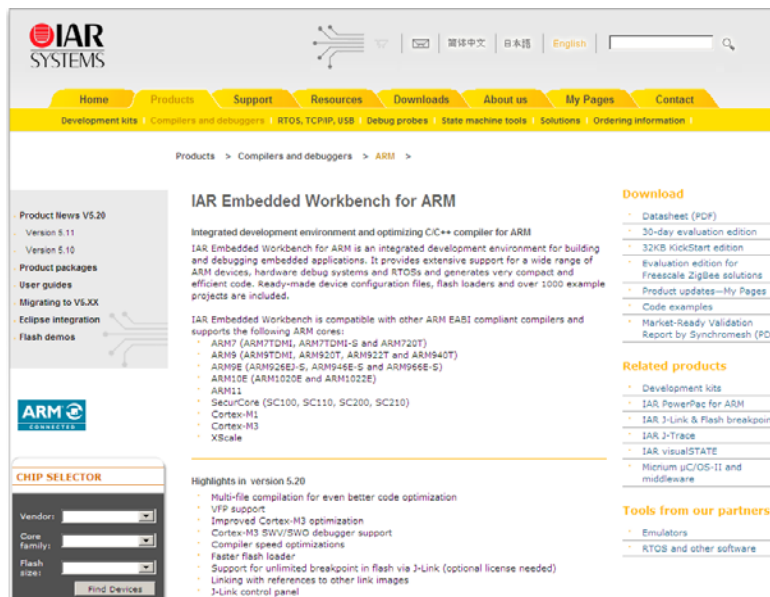 IAR
SYSTEMS
简体中文
日本語
English
Home
Products
Support
Resources
Downloads
About us
My Pages
Contact
Development kits
Compilers and debuggers
RTOS, TCP/IP, USB
Debug probes
State machine tools
Solutions
Ordering information
Products > Compilers and debuggers > ARM >
Product News V5.20
Version 5.11
Version 5.10
Product packages
User guides
Migrating to V5.XX
Eclipse integration
Flash demos
ARM
CONNECTED
CHIP SELECTOR
Vendor:
Core
family:
Flash
size:
Find Devices
IAR Embedded Workbench for ARM
Integrated development environment and optimizing C/C++ compiler for ARM
IAR Embedded Workbench for ARM is an integrated development environment for building
and debugging embedded applications. It provides extensive support for a wide range of
ARM devices, hardware debug systems and RTOSs and generates very compact and
efficient code. Ready-made device configuration files, flash loaders and over 1000 example
projects are included.
IAR Embedded Workbench is compatible with other ARM EABI compliant compilers and
supports the following ARM cores:
ARM7 (ARM7TDMI, ARM7TDMI-S and ARM720T)
ARM9 (ARM9TDMI, ARM920T, ARM922T and ARM940T)
ARM9E (ARM926EJ-S, ARM946E-S and ARM966E-S)
ARM10E (ARM1020E and ARM1022E)
ARM11
SecurCore (SC100, SC110, SC200, SC210)
Cortex-M1
Cortex-M3
XScale
Highlights in version 5.20
Multi-file compilation for even better code optimization
VFP support
Improved Cortex-M3 optimization
Cortex-M3 SWV/SWO debugger support
Compiler speed optimizations
Faster flash loader
Support for unlimited breakpoint in flash via J-Link (optional license needed)
Linking with references to other link images
J-Link control panel
Download
Datasheet (PDF)
30-day evaluation edition
32KB KickStart edition
Evaluation edition for
Freescale ZigBee solutions
Product updates—My Pages
Code examples
Market-Ready Validation
Report by Synchromesh (PD
Related products
Development kits
IAR PowerPac for ARM
IAR J-Link & Flash breakpoin
IAR J-Trace
IAR visualSTATE
Micrium µC/OS-II and
middleware
Tools from our partners
Emulators
RTOS and other software